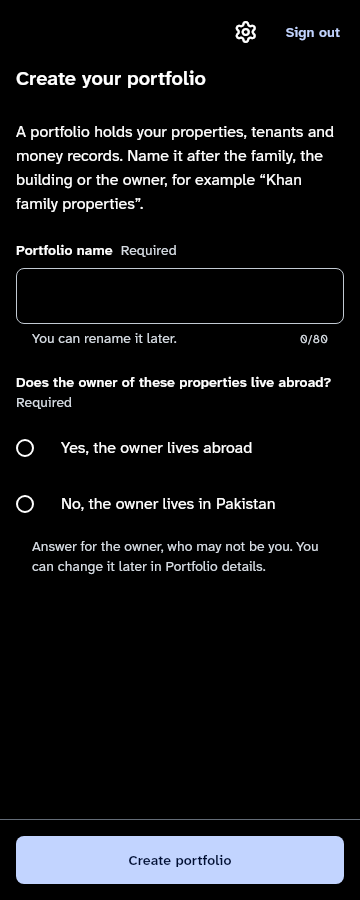 Sign out
Create your portfolio
A portfolio holds your properties, tenants and
money records. Name it after the family, the
building or the owner, for example “Khan
family properties”.
Portfolio name Required
You can rename it later. 0/80
Does the owner of these properties live abroad?
Required
Yes, the owner lives abroad
No, the owner lives in Pakistan
Answer for the owner, who may not be you. You
can change it later in Portfolio details.
Create portfolio